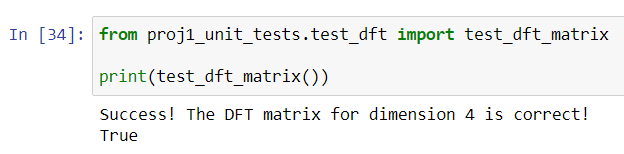 In [34]: from proj1_unit_tests.test_dft import test_dft_matrix
print(test_dft_matrix())
Success! The DFT matrix for dimension 4 is correct!
True